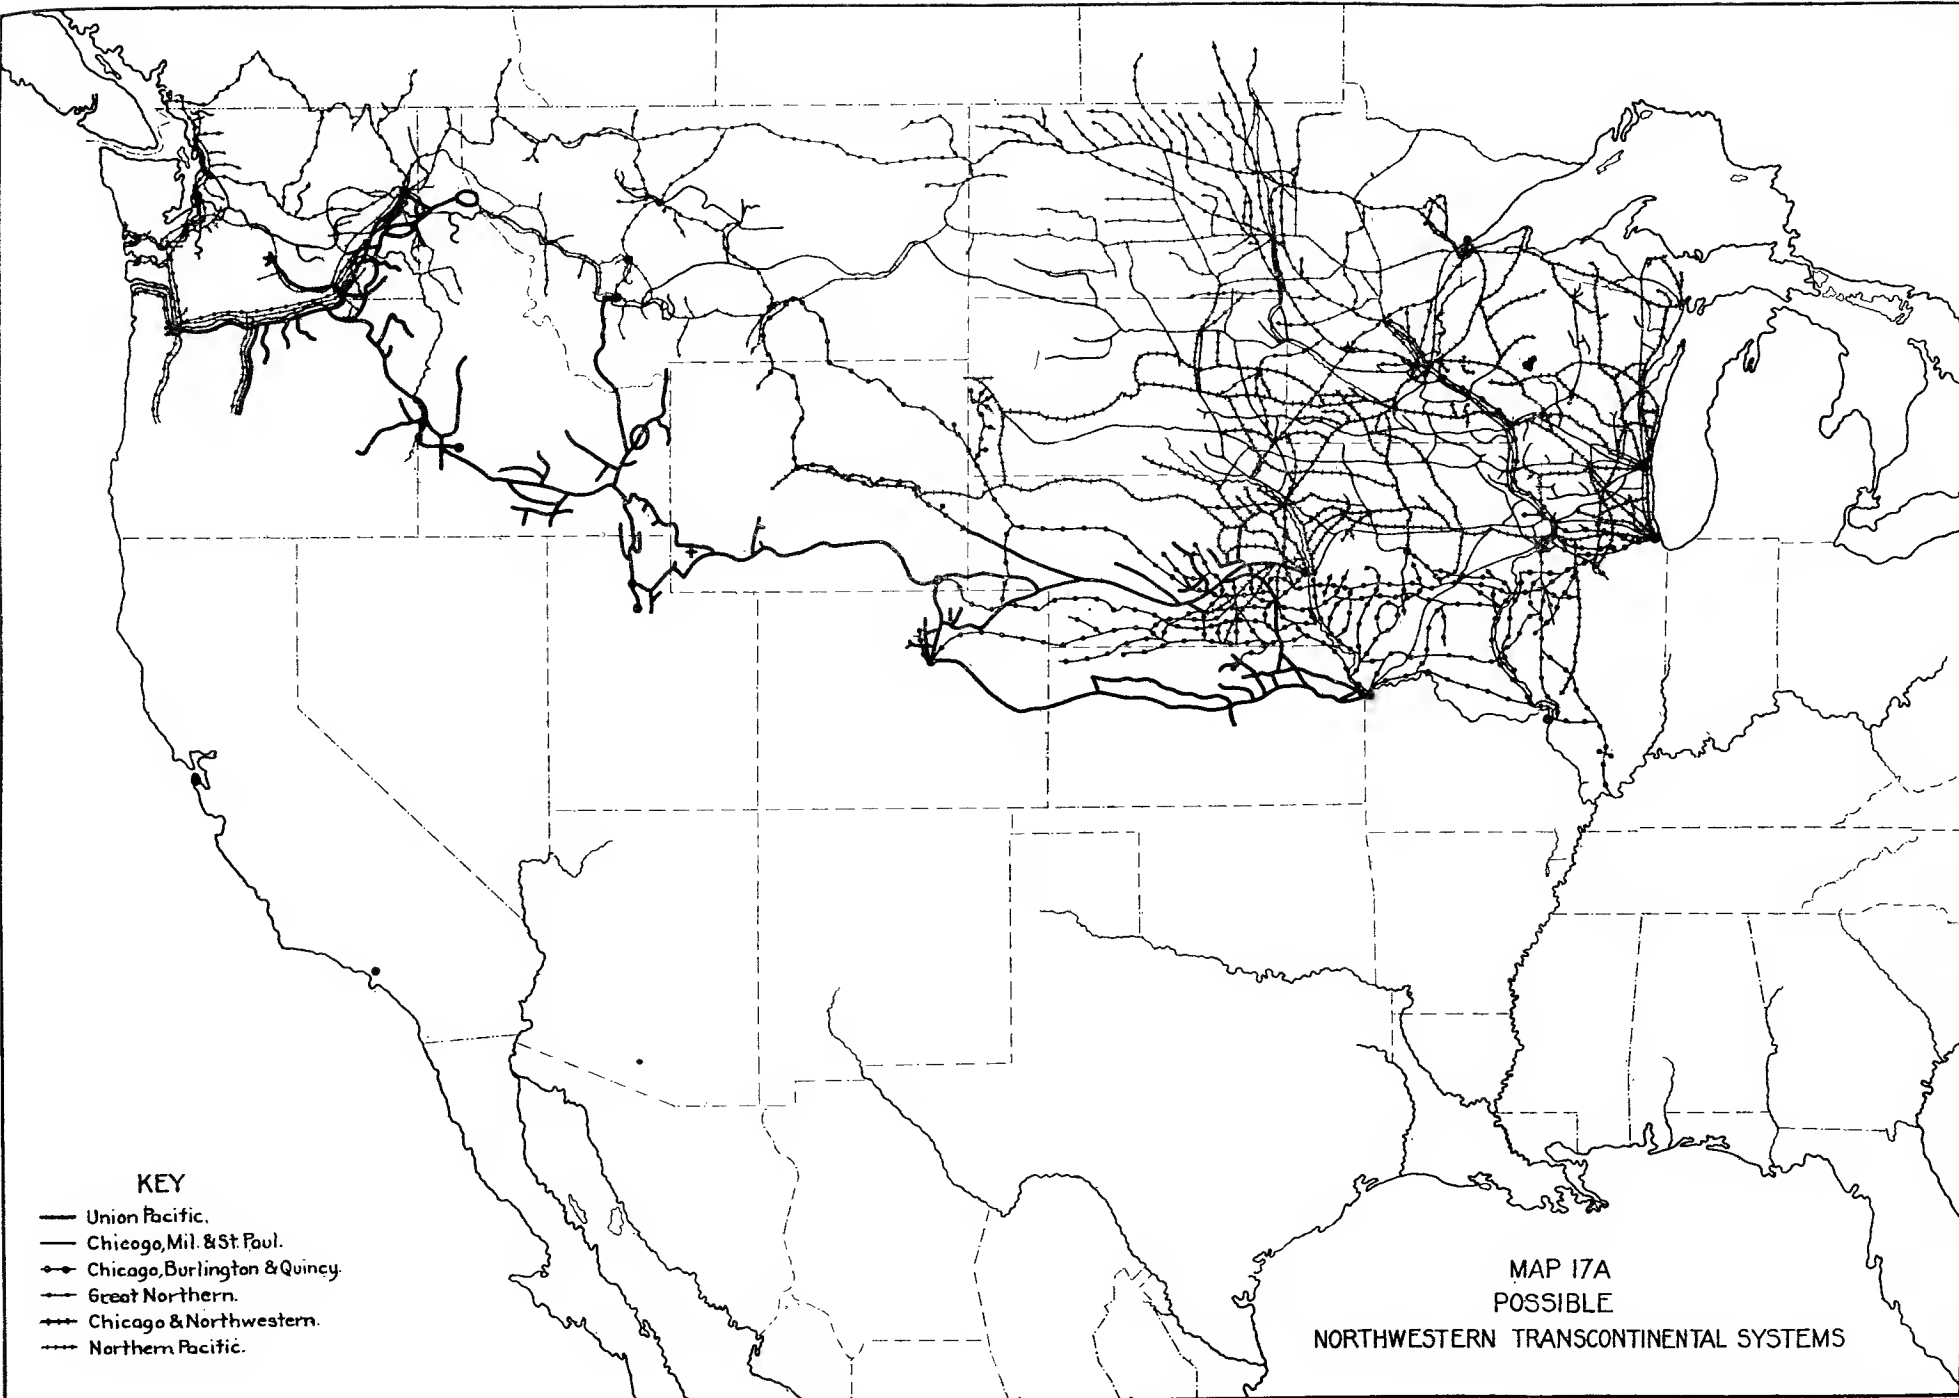 KEY
Union Pacific.
Chicago, Mil. & St. Paul.
Chicago, Burlington & Quincy.
Great Northern.
Chicago & Northwestern.
Northern Pacific.
MAP 17A
POSSIBLE
NORTHWESTERN TRANSCONTINENTAL SYSTEMS